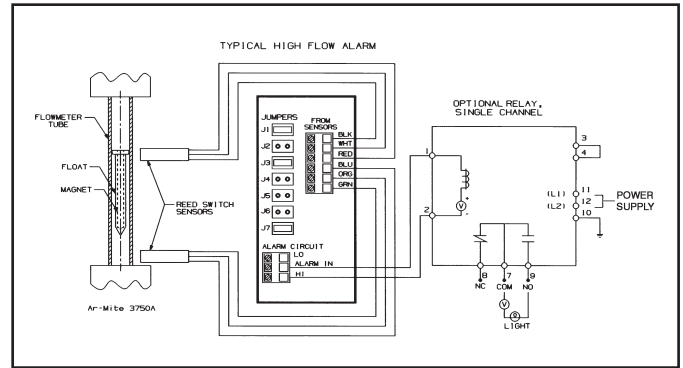 TYPICAL HIGH FLOW ALARM
FLOWMETER
TUBE
FLOAT
MAGNET
REED SWITCH
SENSORS
Ar-Mite 3750A
JUMPERS
J1
J2
J3
J4
J5
J6
J7
FROM
SENSORS
BLK
WHT
RED
BLU
ORG
GRN
ALARM CIRCUIT
LO
ALARM IN
HI
OPTIONAL RELAY,
SINGLE CHANNEL
1
2
3
4
(L1) 11
(L2) 12
10
POWER
SUPPLY
V
+
-
8 7 9
NC COM NO
V
LIGHT